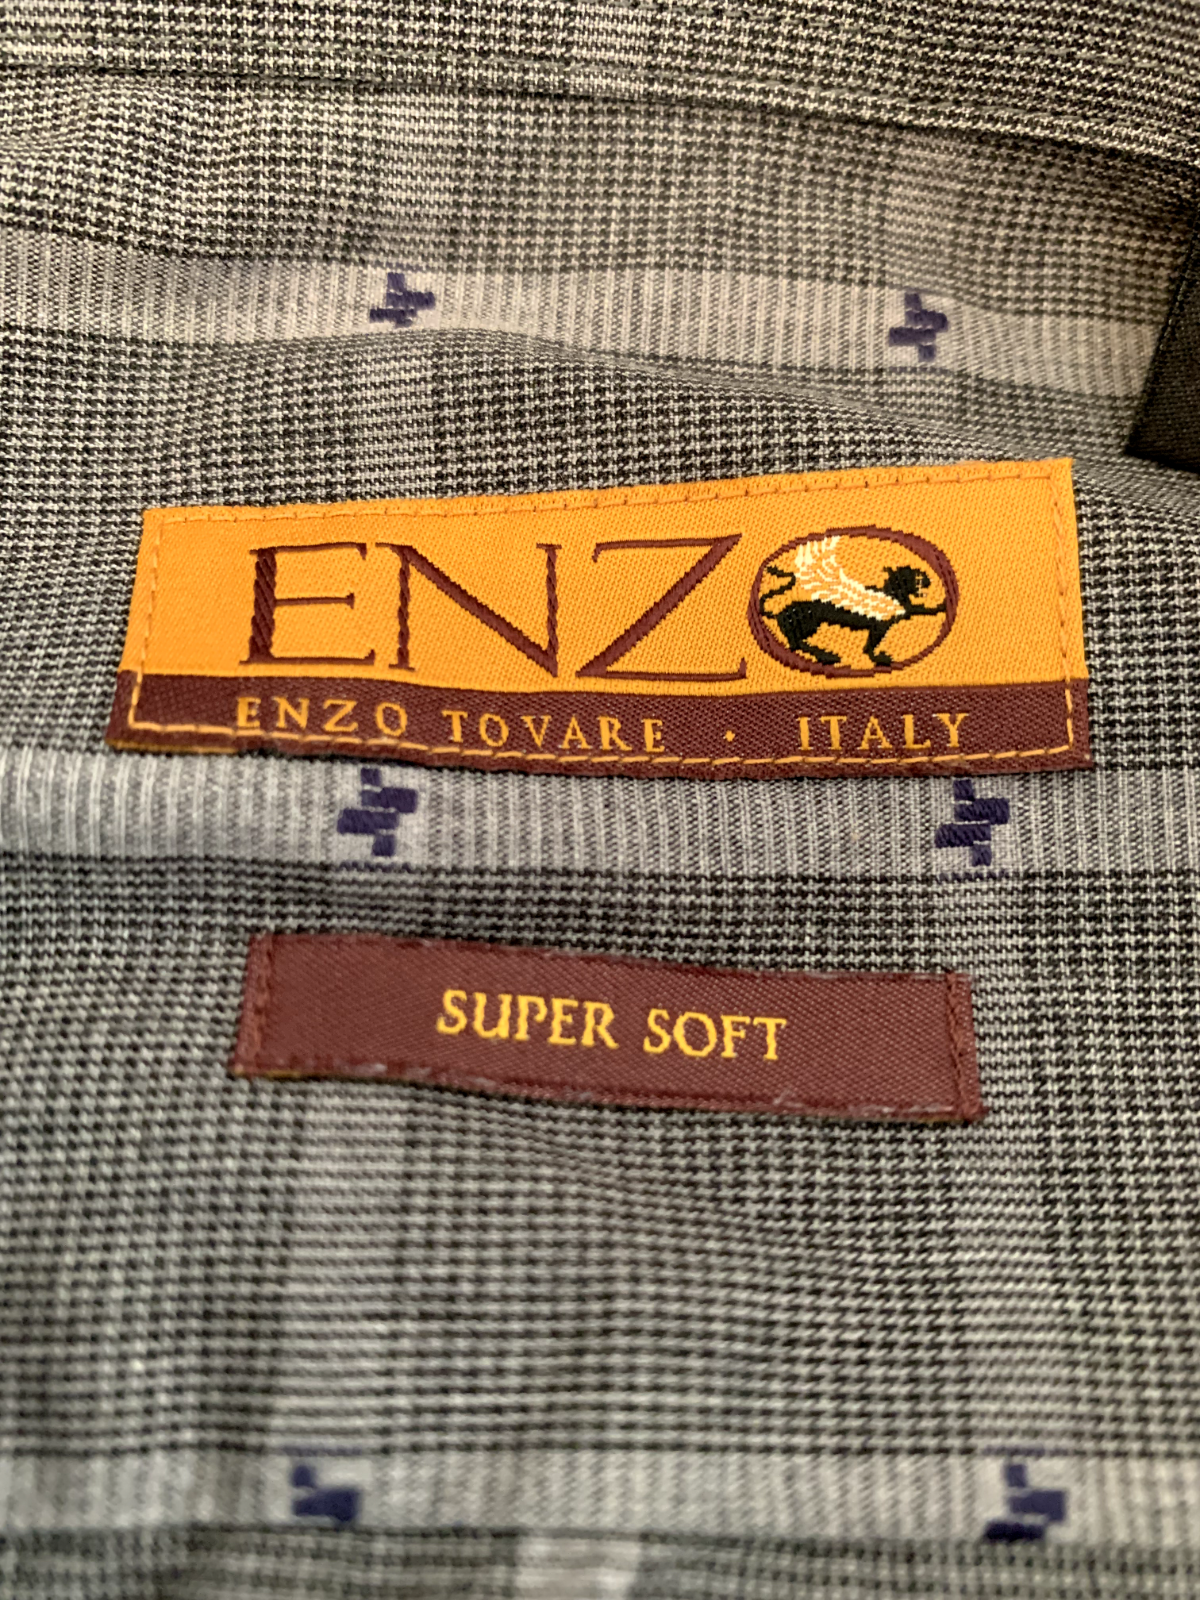 ENZO
ENZO TOVARE · ITALY
SUPER SOFT